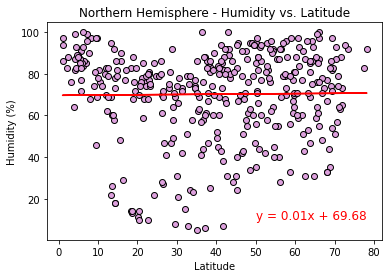 Northern Hemisphere - Humidity vs. Latitude
100
80
60
40
20
Humidity (%)
y = 0.01x + 69.68
0 10 20 30 40 50 60 70 80
Latitude